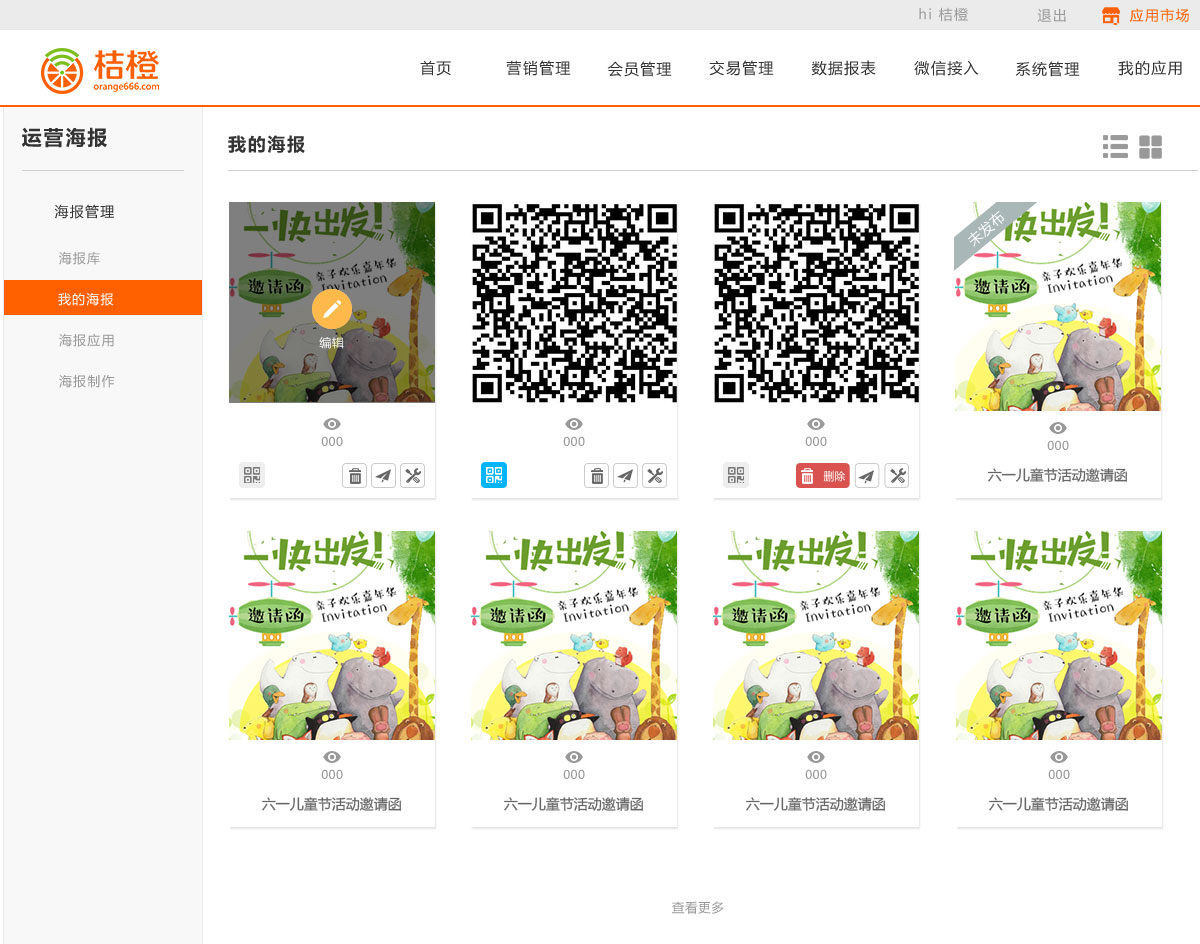 hi 桔橙
退出
应用市场
桔橙
orange666.com
首页
营销管理
会员管理
交易管理
数据报表
微信接入
系统管理
我的应用
运营海报
海报管理
海报库
我的海报
海报应用
海报制作
我的海报
一快出发!
邀请函
亲子欢乐嘉年华
Invitation
编辑
000
000
000
删除
未发布
快出发!
邀请函
亲子欢乐嘉年华
Invitation
000
六一儿童节活动邀请函
一快出发!
邀请函
亲子欢乐嘉年华
Invitation
000
六一儿童节活动邀请函
一快出发!
邀请函
亲子欢乐嘉年华
Invitation
000
六一儿童节活动邀请函
一快出发!
邀请函
亲子欢乐嘉年华
Invitation
000
六一儿童节活动邀请函
一快出发!
邀请函
亲子欢乐嘉年华
Invitation
000
六一儿童节活动邀请函
查看更多